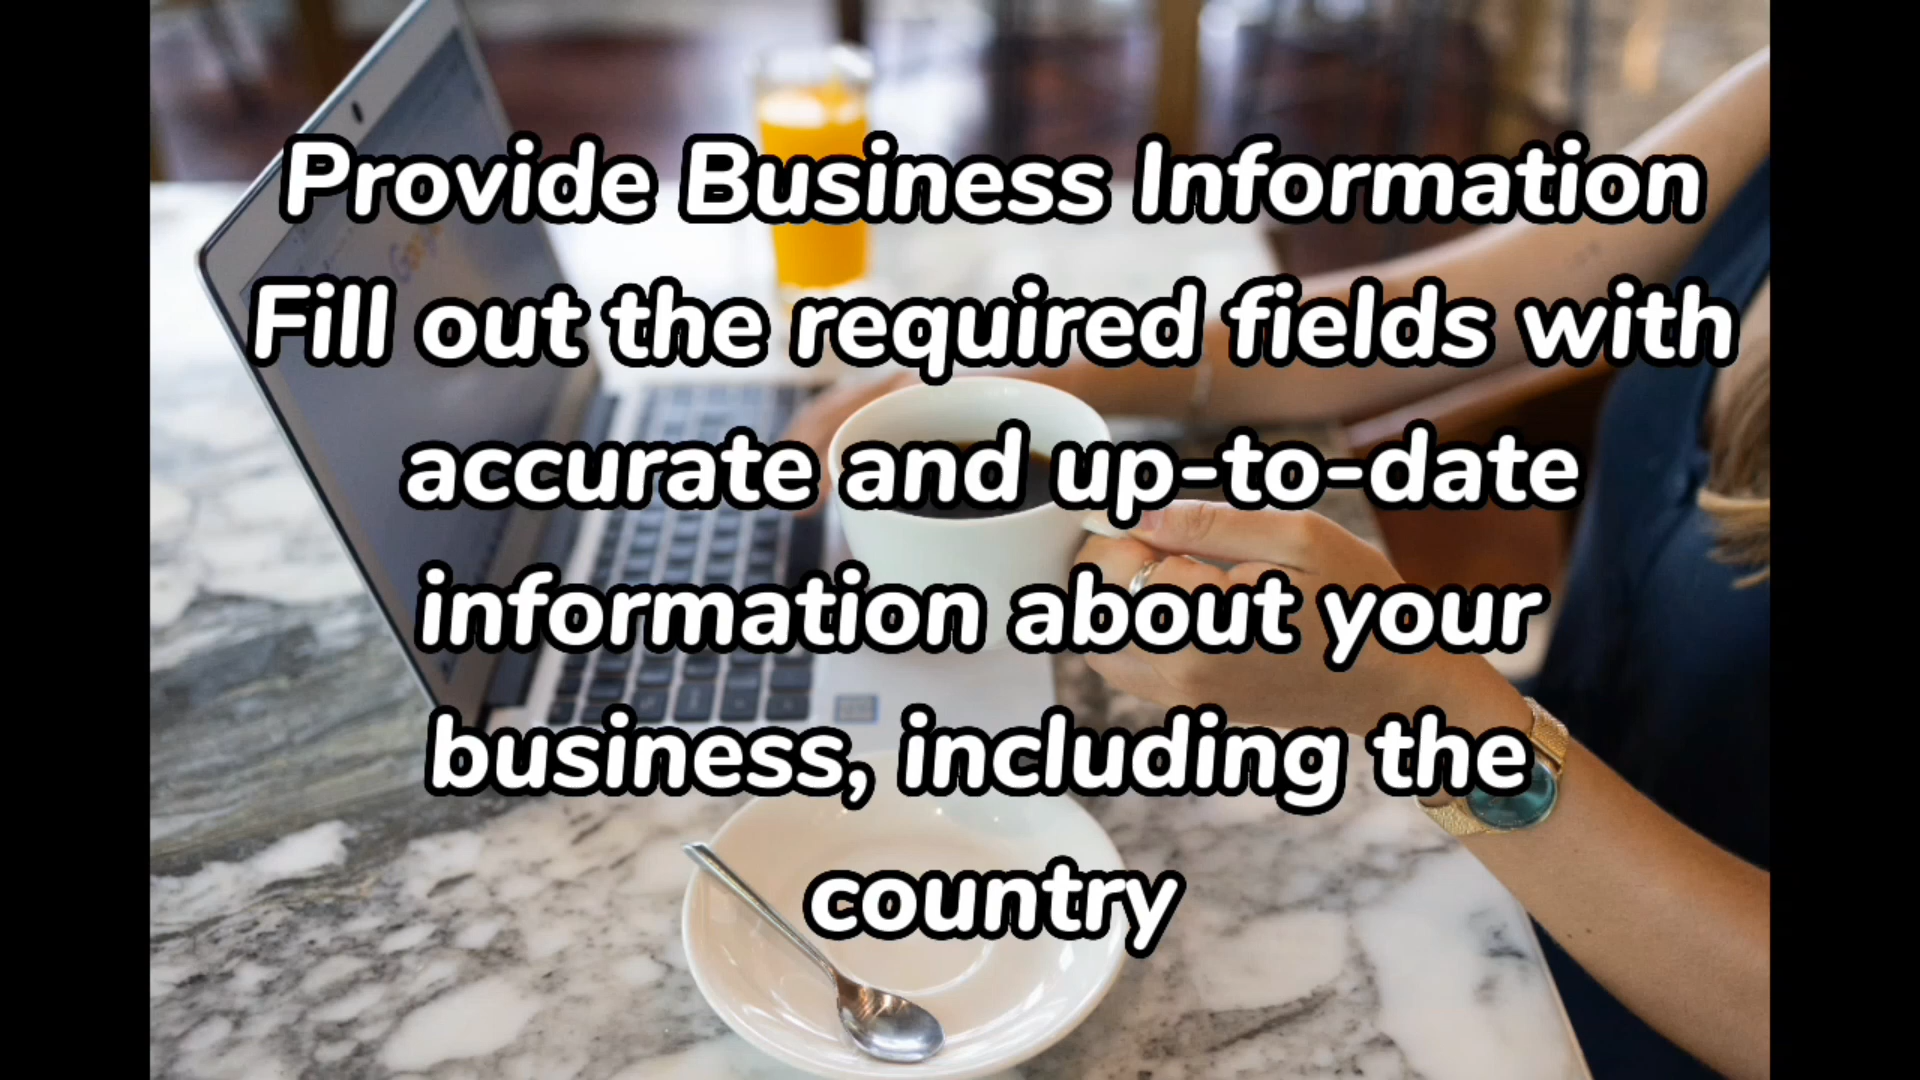 Provide Business Information
Fill out the required fields with
accurate and up-to-date
information about your
business, including the
country